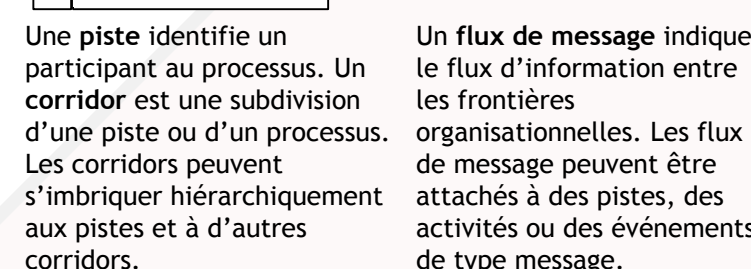 Une piste identifie un
participant au processus. Un
corridor est une subdivision
d’une piste ou d’un processus.
Les corridors peuvent
s’imbriquer hiérarchiquement
aux pistes et à d’autres
corridors.
Un flux de message indique
le flux d’information entre
les frontières
organisationnelles. Les flux
de message peuvent être
attachés à des pistes, des
activités ou des événements
de type message.